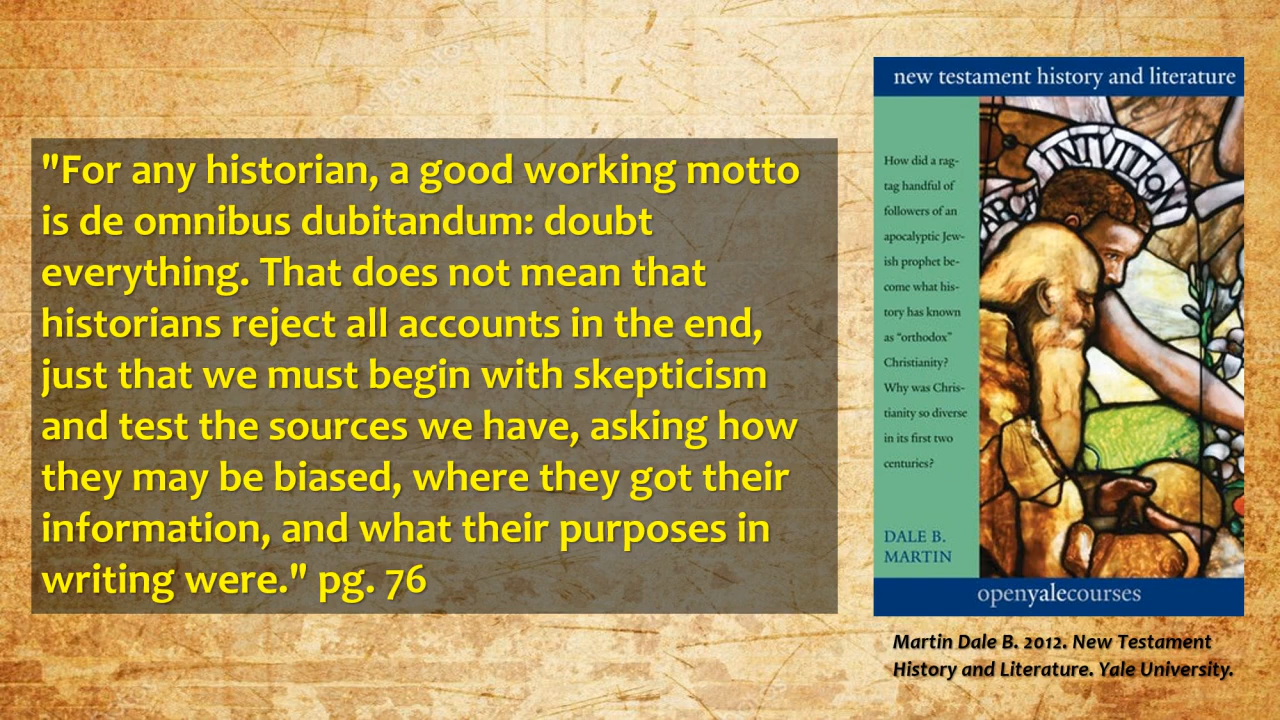 "For any historian, a good working motto
is de omnibus dubitandum: doubt
everything. That does not mean that
historians reject all accounts in the end,
just that we must begin with skepticism
and test the sources we have, asking how
they may be biased, where they got their
information, and what their purposes in
writing were." pg. 76
new testament history and literature
How did a rag-
tag handful of
followers of an
apocalyptic Jew-
ish prophet be-
come what his-
tory has known
as “orthodox”
Christianity?
Why was Chris-
tianity so diverse
in its first two
centuries?
DALE B.
MARTIN
openyalecourses
Martin Dale B. 2012. New Testament
History and Literature. Yale University.